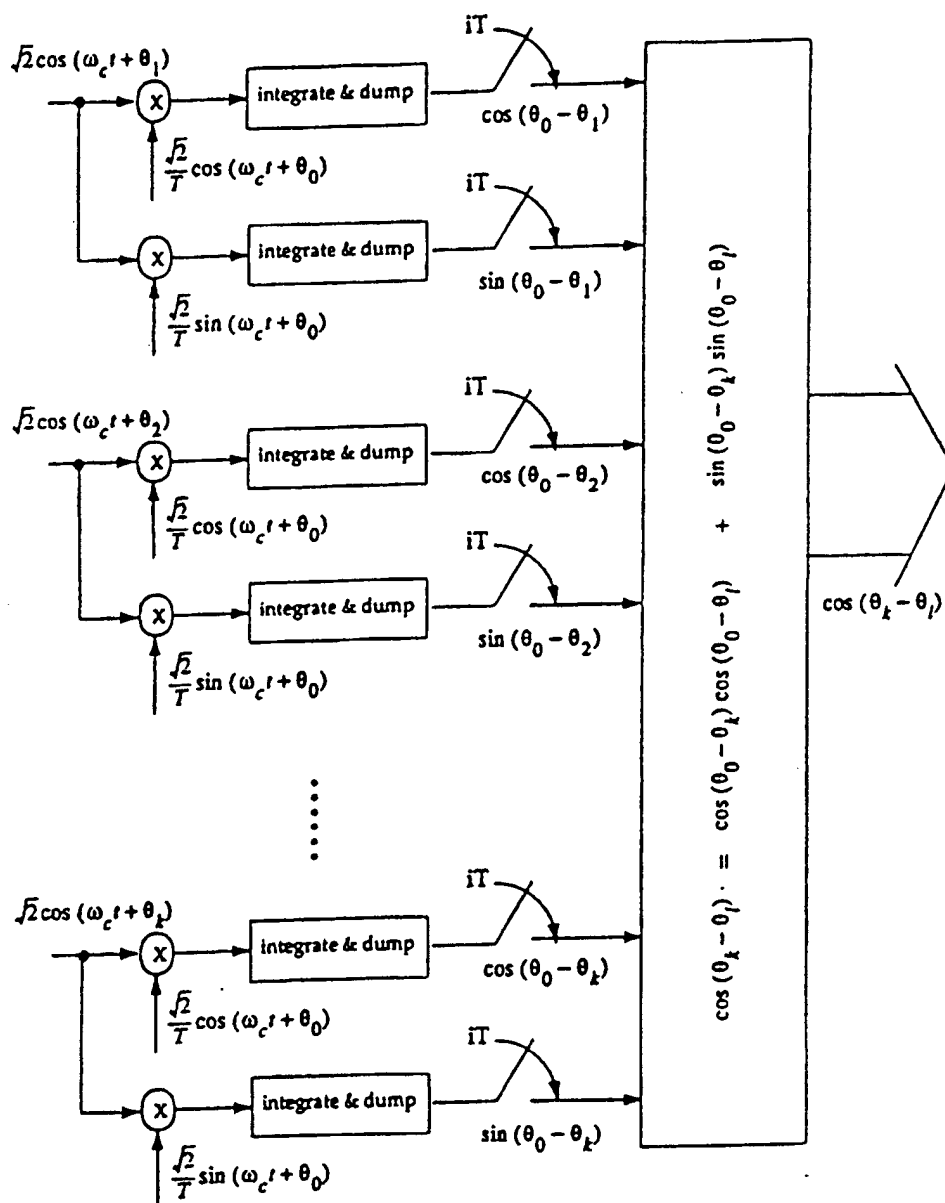 √2 cos (ω_c t + θ_1)
iT
integrate & dump
cos (θ_0 − θ_1)
√2/T cos (ω_c t + θ_0)
iT
integrate & dump
sin (θ_0 − θ_1)
√2/T sin (ω_c t + θ_0)
√2 cos (ω_c t + θ_2)
iT
integrate & dump
cos (θ_0 − θ_2)
√2/T cos (ω_c t + θ_0)
iT
integrate & dump
sin (θ_0 − θ_2)
√2/T sin (ω_c t + θ_0)
√2 cos (ω_c t + θ_k)
iT
integrate & dump
cos (θ_0 − θ_k)
√2/T cos (ω_c t + θ_0)
iT
integrate & dump
sin (θ_0 − θ_k)
√2/T sin (ω_c t + θ_0)
cos (θ_k − θ_l) = cos (θ_0 − θ_k) cos (θ_0 − θ_l) + sin (θ_0 − θ_k) sin (θ_0 − θ_l)
cos (θ_k − θ_l)